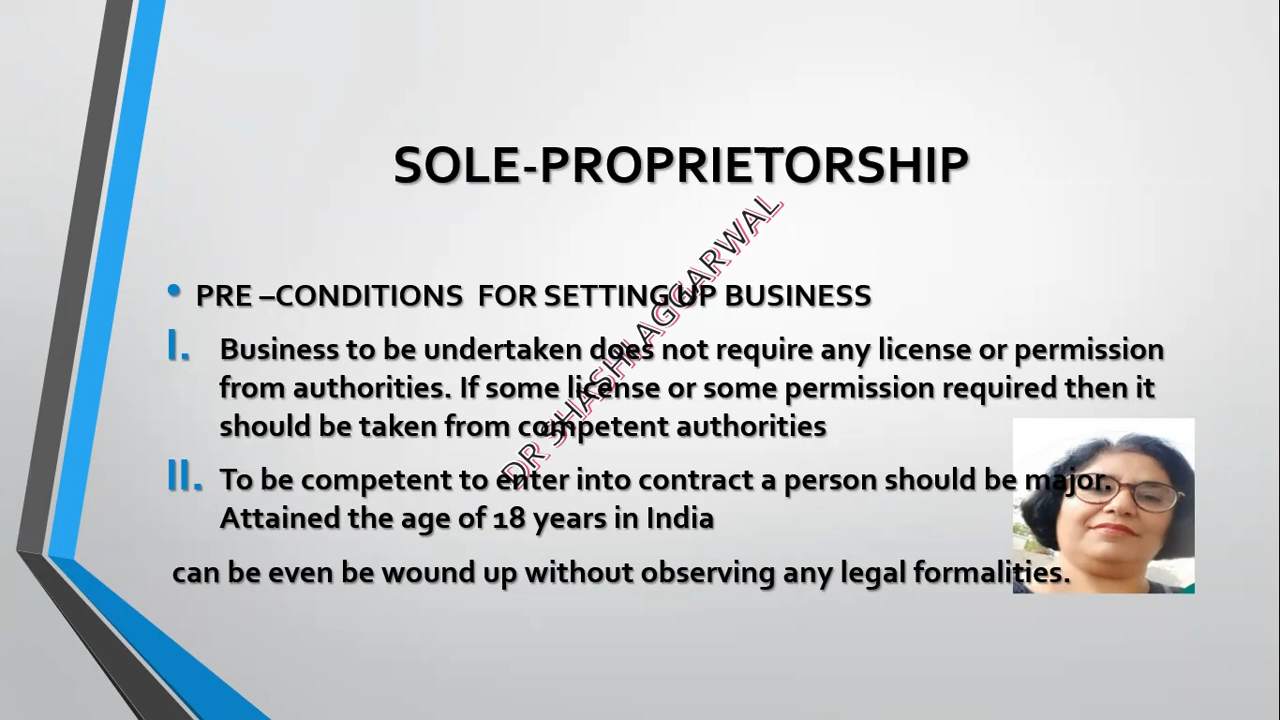 SOLE-PROPRIETORSHIP
DR SHASHI AGGARWAL
• PRE –CONDITIONS FOR SETTING UP BUSINESS
I. Business to be undertaken does not require any license or permission
from authorities. If some license or some permission required then it
should be taken from competent authorities
II. To be competent to enter into contract a person should be major.
Attained the age of 18 years in India
can be even be wound up without observing any legal formalities.